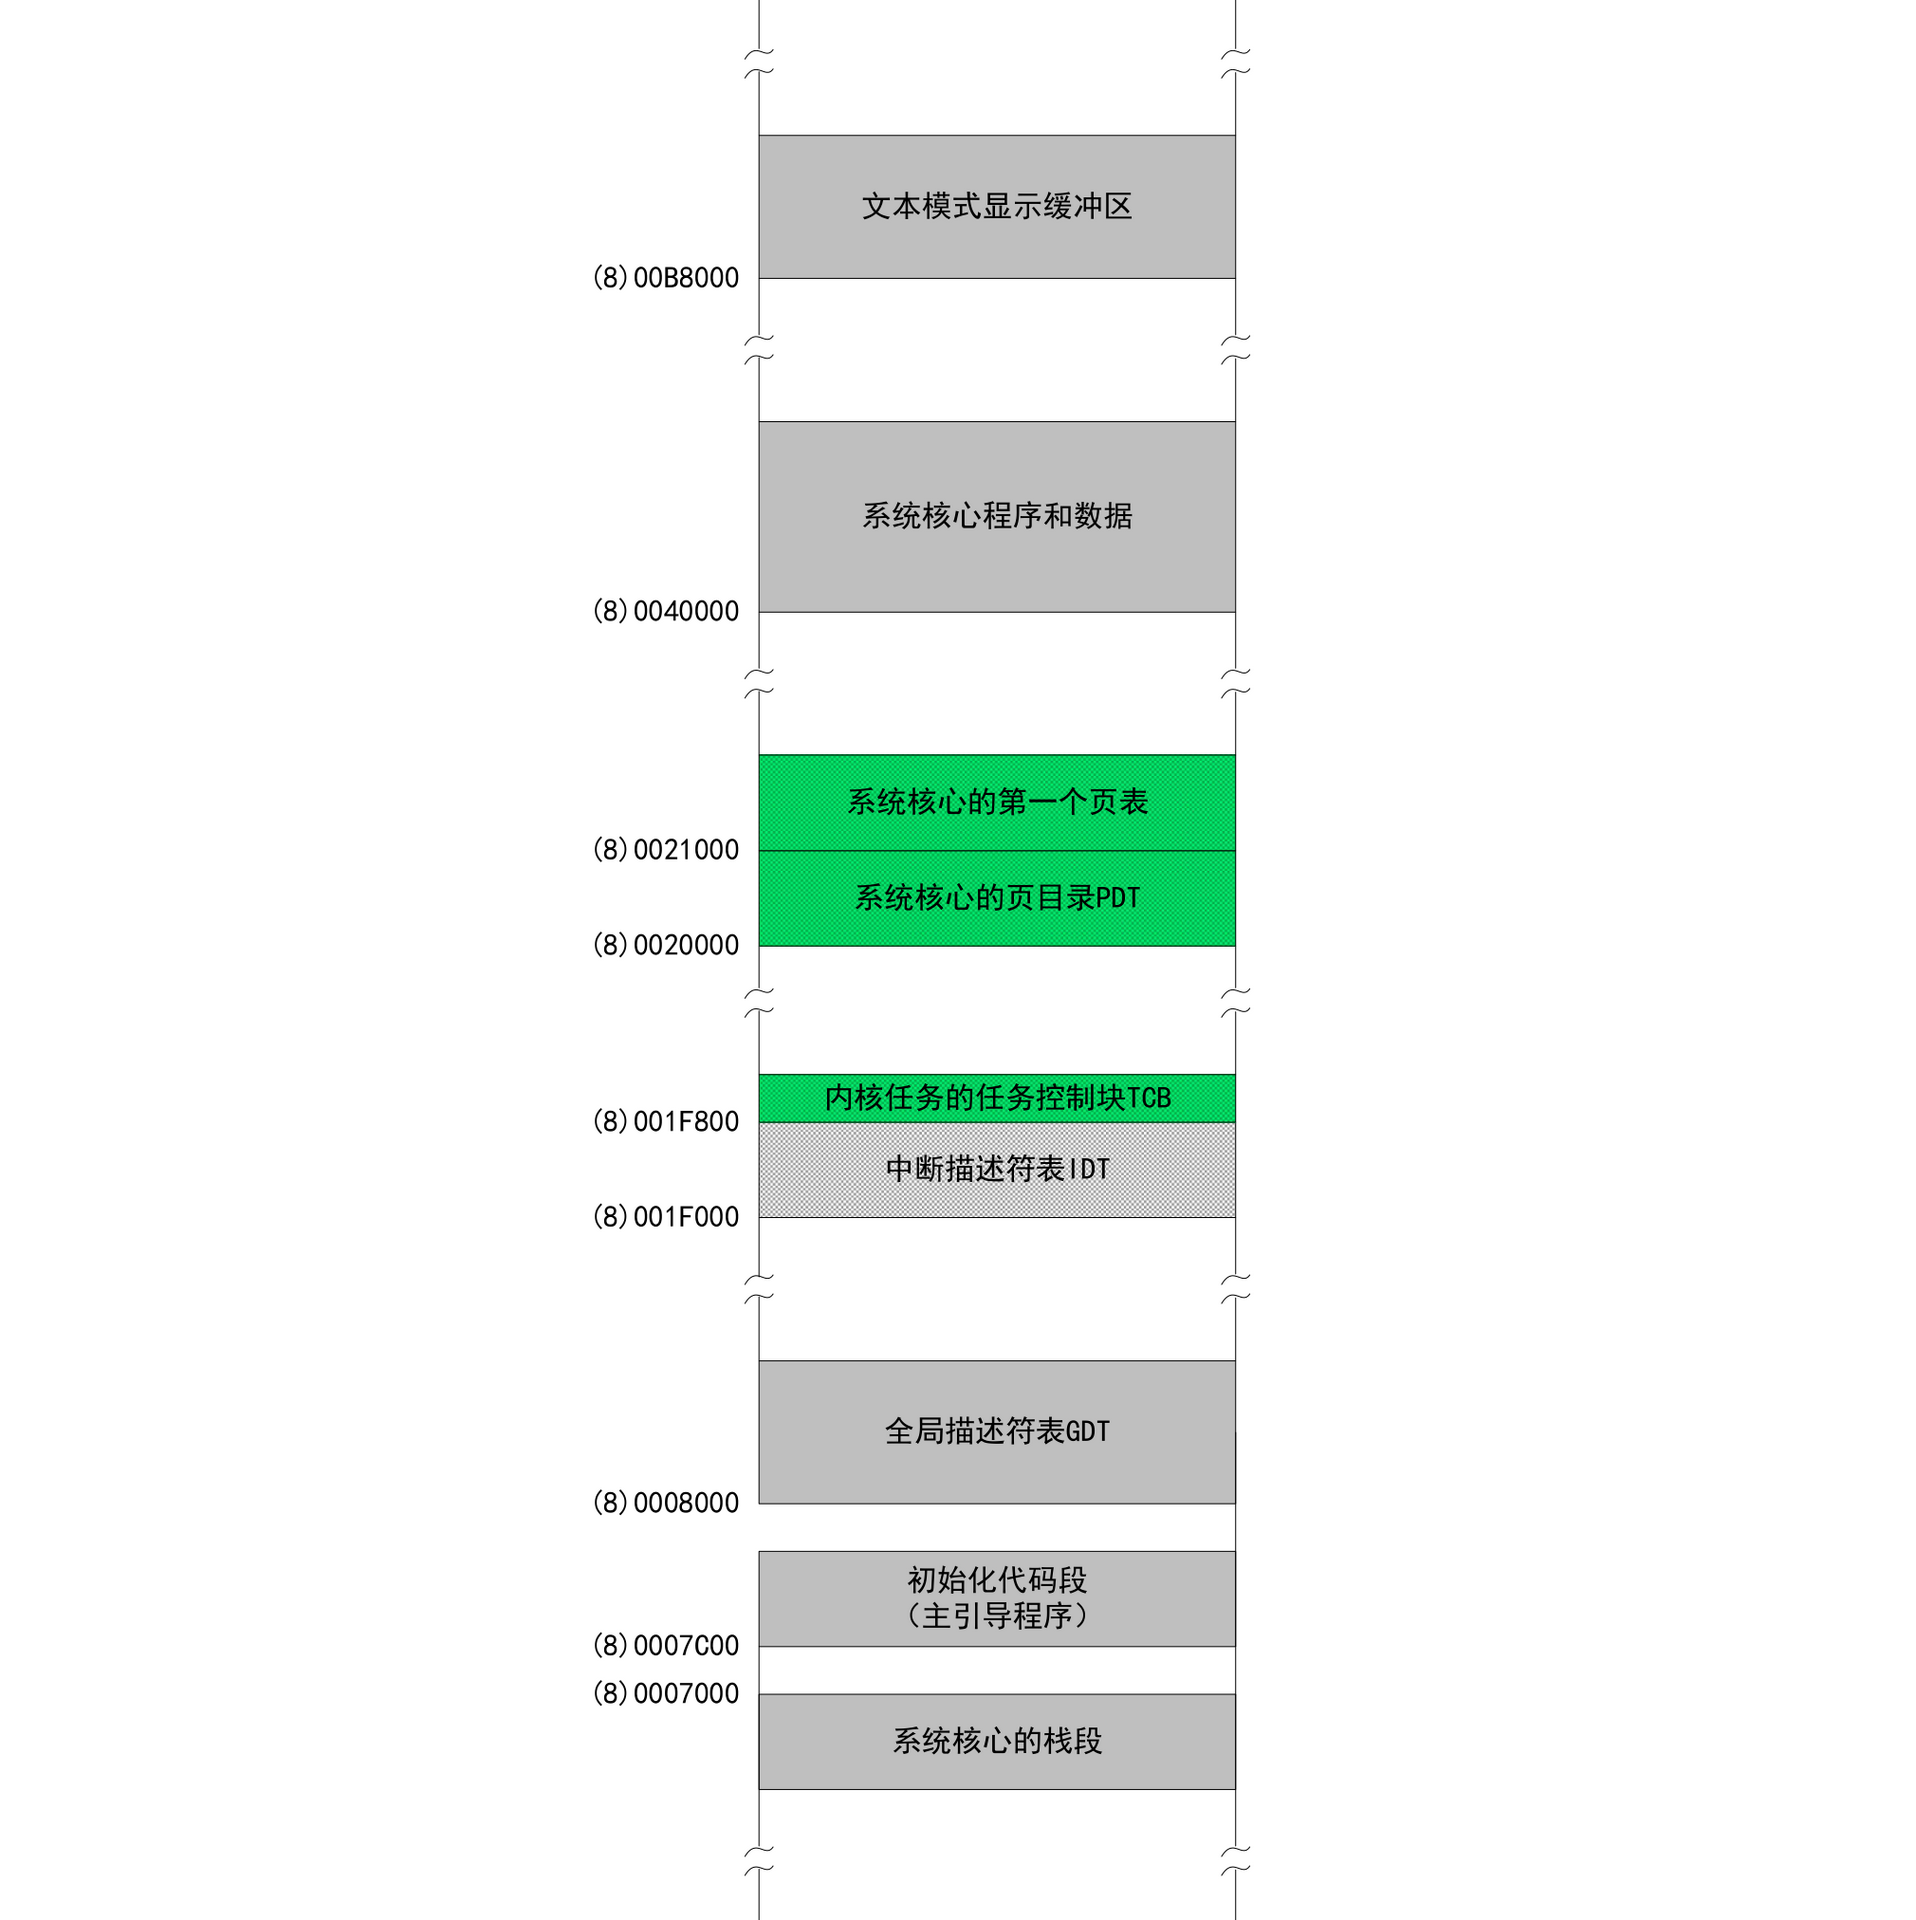 文本模式显示缓冲区
(8)00B8000
系统核心程序和数据
(8)0040000
系统核心的第一个页表
(8)0021000
系统核心的页目录PDT
(8)0020000
内核任务的任务控制块TCB
(8)001F800
中断描述符表IDT
(8)001F000
全局描述符表GDT
(8)0008000
初始化代码段
（主引导程序）
(8)0007C00
(8)0007000
系统核心的栈段